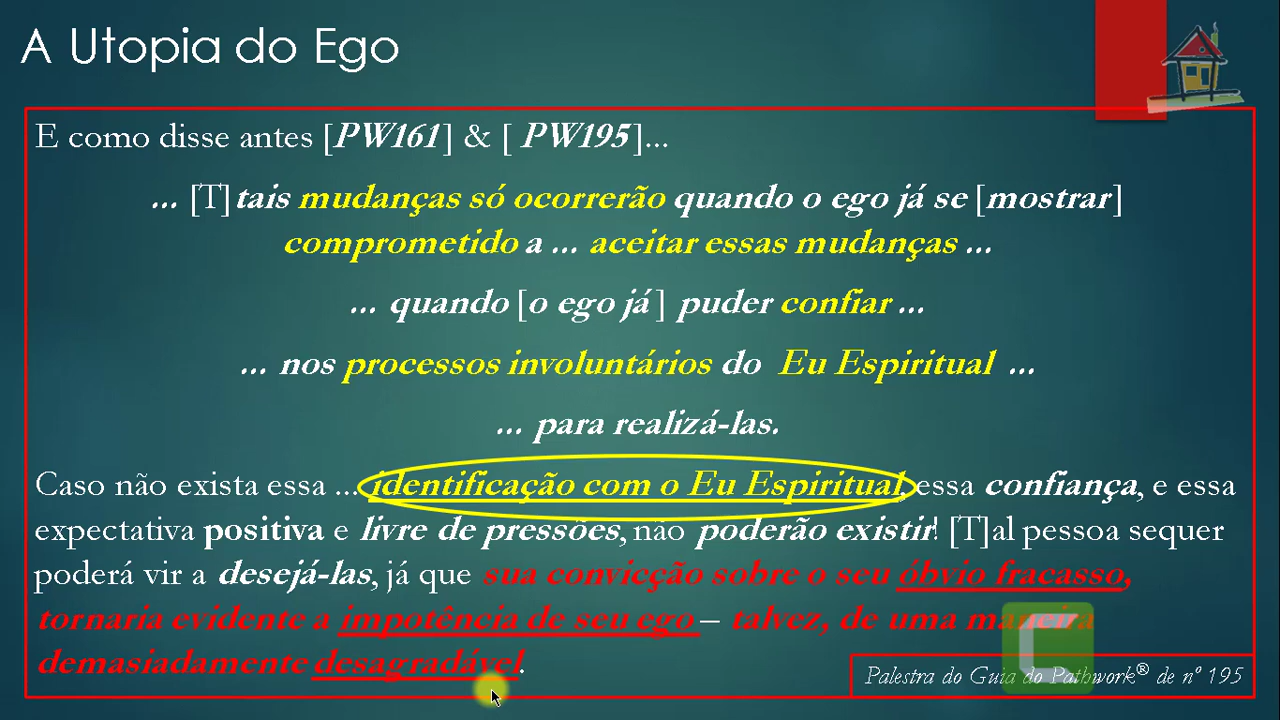 A Utopia do Ego
E como disse antes [PW161] & [ PW195]...
... [T]tais mudanças só ocorrerão quando o ego já se [mostrar]
comprometido a ... aceitar essas mudanças ...
... quando [o ego já] puder confiar ...
... nos processos involuntários do Eu Espiritual ...
... para realizá-las.
Caso não exista essa ... identificação com o Eu Espiritual, essa confiança, e essa
expectativa positiva e livre de pressões, não poderão existir! [T]al pessoa sequer
poderá vir a desejá-las, já que sua convicção sobre o seu óbvio fracasso,
tornaria evidente a impotência de seu ego – talvez, de uma maneira
demasiadamente desagradável.
Palestra do Guia do Pathwork® de nº 195